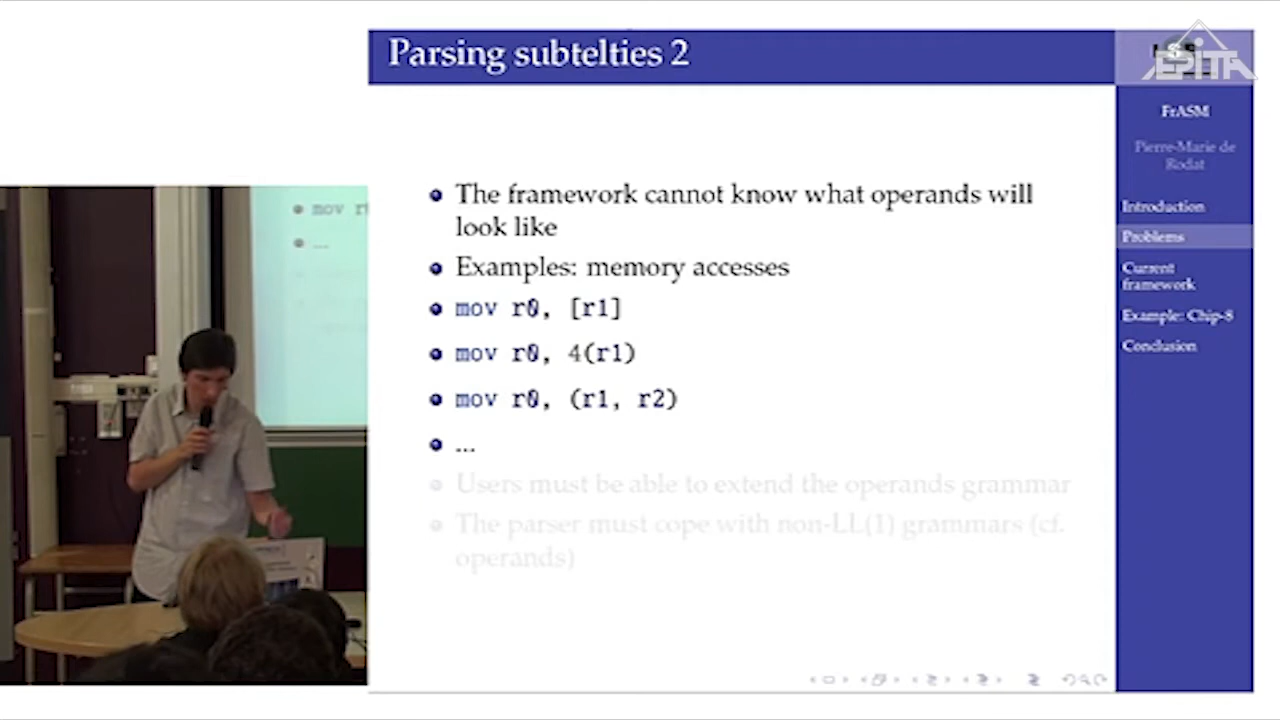 Parsing subtelties 2
EPITA
FrASM
Pierre-Marie de
Rodat
Introduction
Problems
Current
framework
Example: Chip-8
Conclusion
The framework cannot know what operands will
look like
Examples: memory accesses
mov r0, [r1]
mov r0, 4(r1)
mov r0, (r1, r2)
...
Users must be able to extend the operands grammar
The parser must cope with non-LL(1) grammars (cf.
operands)
mov
...